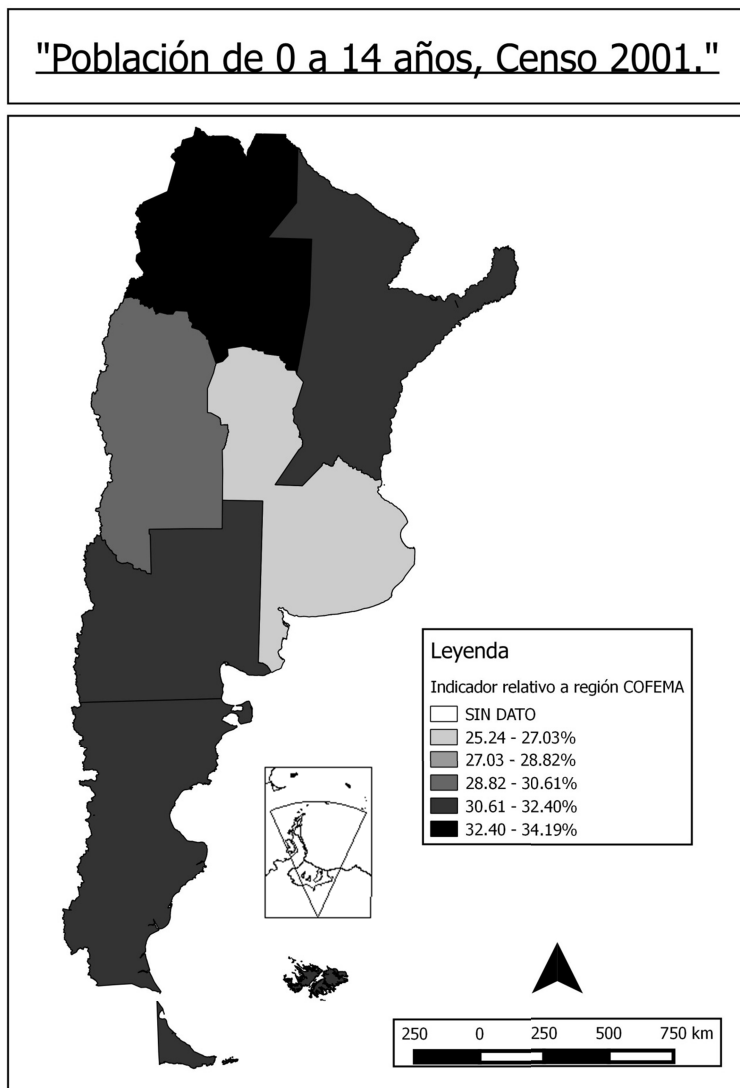 "Población de 0 a 14 años, Censo 2001."
Leyenda
Indicador relativo a región COFEMA
SIN DATO
25.24 - 27.03%
27.03 - 28.82%
28.82 - 30.61%
30.61 - 32.40%
32.40 - 34.19%
250 0 250 500 750 km